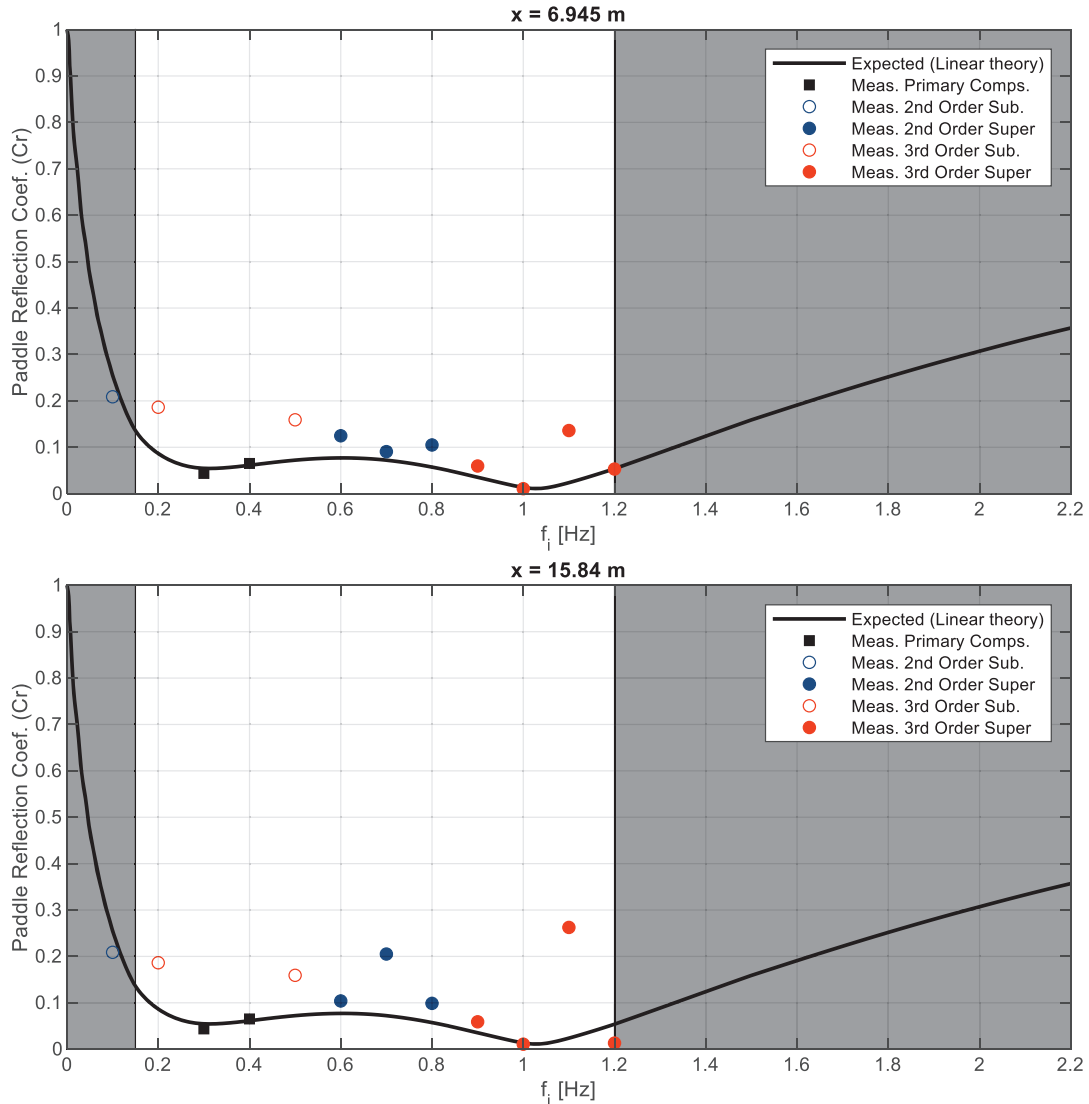 x = 6.945 m
Paddle Reflection Coef. (Cr)
1
0.9
0.8
0.7
0.6
0.5
0.4
0.3
0.2
0.1
0
Expected (Linear theory)
Meas. Primary Comps.
Meas. 2nd Order Sub.
Meas. 2nd Order Super
Meas. 3rd Order Sub.
Meas. 3rd Order Super
0 0.2 0.4 0.6 0.8 1 1.2 1.4 1.6 1.8 2 2.2
f_i [Hz]
x = 15.84 m
Paddle Reflection Coef. (Cr)
1
0.9
0.8
0.7
0.6
0.5
0.4
0.3
0.2
0.1
0
Expected (Linear theory)
Meas. Primary Comps.
Meas. 2nd Order Sub.
Meas. 2nd Order Super
Meas. 3rd Order Sub.
Meas. 3rd Order Super
0 0.2 0.4 0.6 0.8 1 1.2 1.4 1.6 1.8 2 2.2
f_i [Hz]